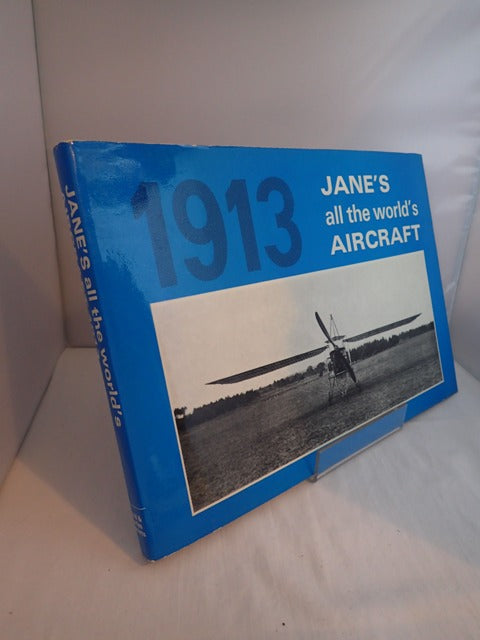 1913
JANE'S
all the world's
AIRCRAFT
JANE'S all the world's